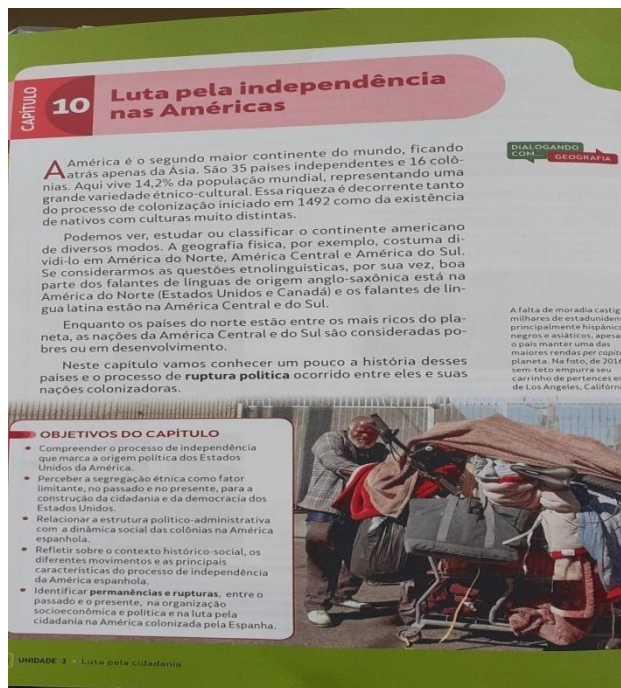 CAPÍTULO
10
Luta pela independência
nas Américas
A América é o segundo maior continente do mundo, ficando
atrás apenas da Ásia. São 35 países independentes e 16 colô-
nias. Aqui vive 14,2% da população mundial, representando uma
grande variedade étnico-cultural. Essa riqueza é decorrente tanto
do processo de colonização iniciado em 1492 como da existência
de nativos com culturas muito distintas.
Podemos ver, estudar ou classificar o continente americano
de diversos modos. A geografia física, por exemplo, costuma di-
vidi-lo em América do Norte, América Central e América do Sul.
Se considerarmos as questões etnolinguísticas, por sua vez, boa
parte dos falantes de línguas de origem anglo-saxônica está na
América do Norte (Estados Unidos e Canadá) e os falantes de lín-
gua latina estão na América Central e do Sul.
Enquanto os países do norte estão entre os mais ricos do pla-
neta, as nações da América Central e do Sul são consideradas po-
bres ou em desenvolvimento.
Neste capítulo vamos conhecer um pouco a história desses
países e o processo de ruptura política ocorrido entre eles e suas
nações colonizadoras.
DIALOGANDO
COM...
GEOGRAFIA
A falta de moradia castig
milhares de estaduniden
principalmente hispânico
negros e asiáticos, apesa
o país manter uma das
maiores rendas per capit
planeta. Na foto, de 2016
sem-teto empurra seu
carrinho de pertences e
de Los Angeles, Califórni
OBJETIVOS DO CAPÍTULO
• Compreender o processo de independência
que marca a origem política dos Estados
Unidos da América.
• Perceber a segregação étnica como fator
limitante, no passado e no presente, para a
construção da cidadania e da democracia dos
Estados Unidos.
• Relacionar a estrutura político-administrativa
com a dinâmica social das colônias na América
espanhola.
• Refletir sobre o contexto histórico-social, os
diferentes movimentos e as principais
características do processo de independência
da América espanhola.
• Identificar permanências e rupturas, entre o
passado e o presente, na organização
socioeconômica e política e na luta pela
cidadania na América colonizada pela Espanha.
UNIDADE 3 • Luta pela cidadania